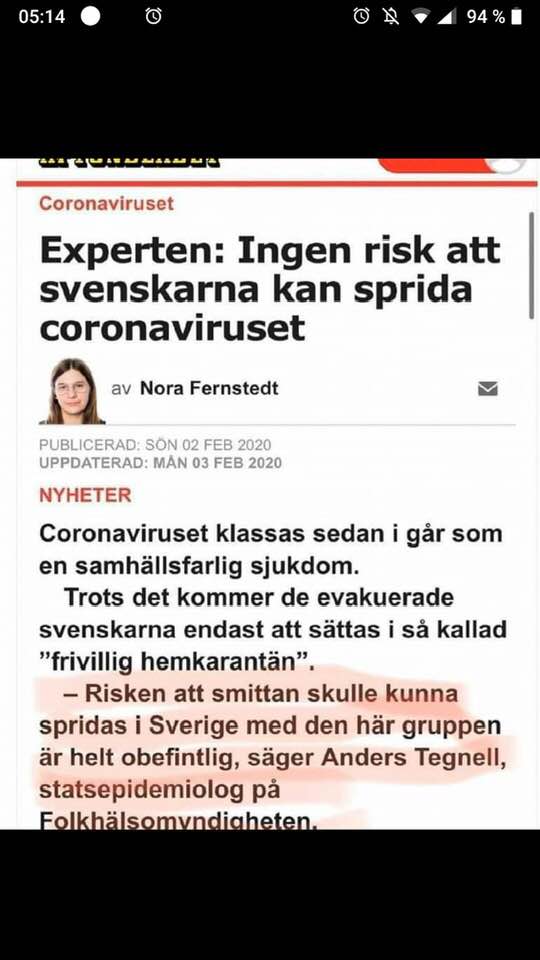 05:14
94 %
Coronaviruset
Experten: Ingen risk att
svenskarna kan sprida
coronaviruset
av Nora Fernstedt
PUBLICERAD: SÖN 02 FEB 2020
UPPDATERAD: MÅN 03 FEB 2020
NYHETER
Coronaviruset klassas sedan i går som
en samhällsfarlig sjukdom.
Trots det kommer de evakuerade
svenskarna endast att sättas i så kallad
”frivillig hemkarantän”.
– Risken att smittan skulle kunna
spridas i Sverige med den här gruppen
är helt obefintlig, säger Anders Tegnell,
statsepidemiolog på
Folkhälsomyndigheten.